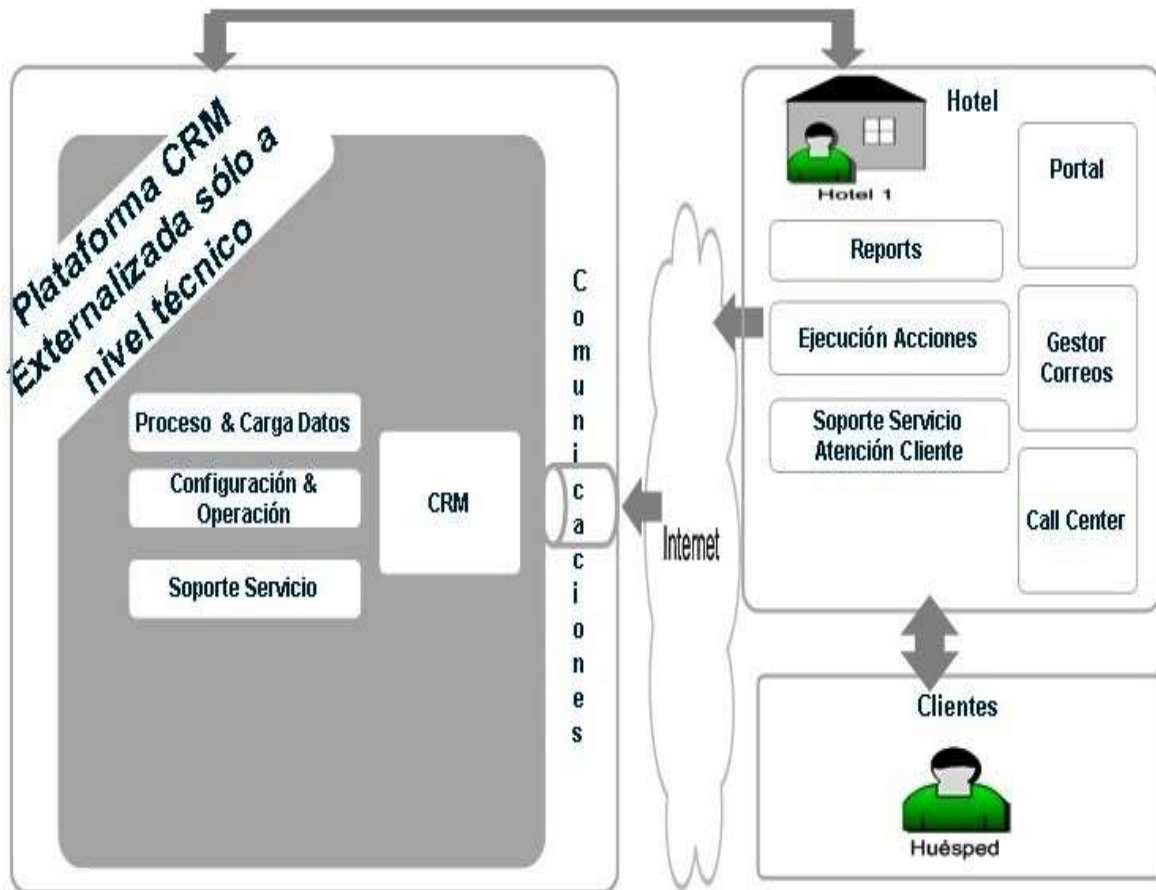 Plataforma CRM
Externalizada sólo a
nivel técnico
Proceso & Carga Datos
Configuración &
Operación
Soporte Servicio
CRM
Comunicaciones
Internet
Hotel
Hotel 1
Reports
Ejecución Acciones
Soporte Servicio
Atención Cliente
Portal
Gestor
Correos
Call Center
Clientes
Huésped